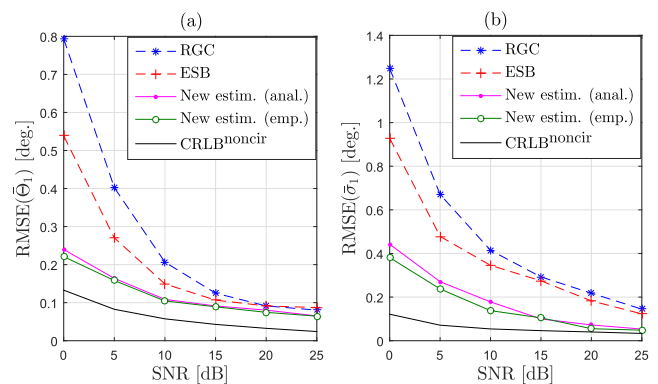 (a)
RMSE(Θ̄₁) [deg.]
0.8
0.7
0.6
0.5
0.4
0.3
0.2
0.1
0
RGC
ESB
New estim. (anal.)
New estim. (emp.)
CRLB^noncir
0 5 10 15 20 25
SNR [dB]
(b)
RMSE(σ̄₁) [deg.]
1.4
1.2
1
0.8
0.6
0.4
0.2
0
RGC
ESB
New estim. (anal.)
New estim. (emp.)
CRLB^noncir
0 5 10 15 20 25
SNR [dB]